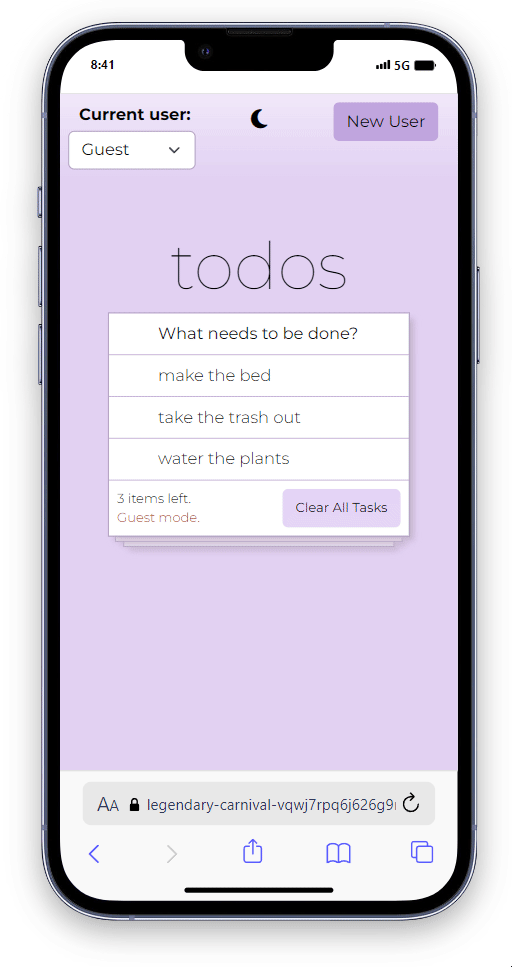 8:41
5G
Current user:
Guest
New User
todos
What needs to be done?
make the bed
take the trash out
water the plants
3 items left.
Guest mode.
Clear All Tasks
AA
legendary-carnival-vqwj7rpq6j626g9